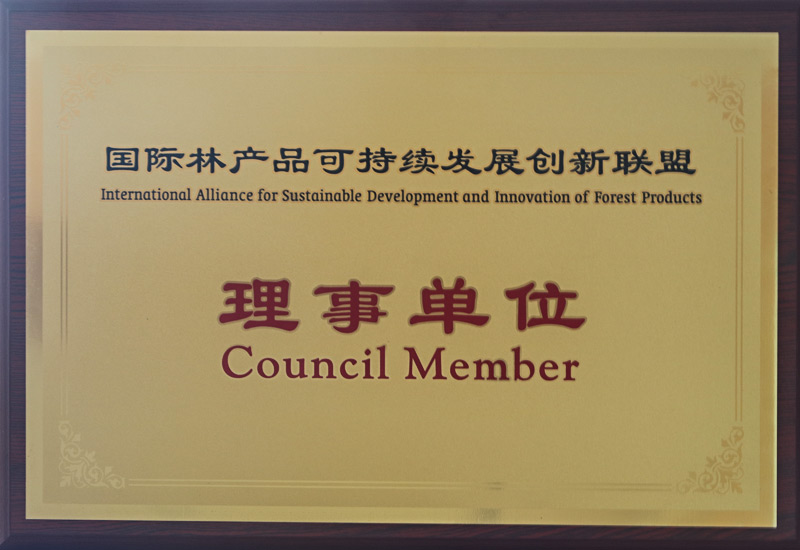 国际林产品可持续发展创新联盟
International Alliance for Sustainable Development and Innovation of Forest Products
理事单位
Council Member